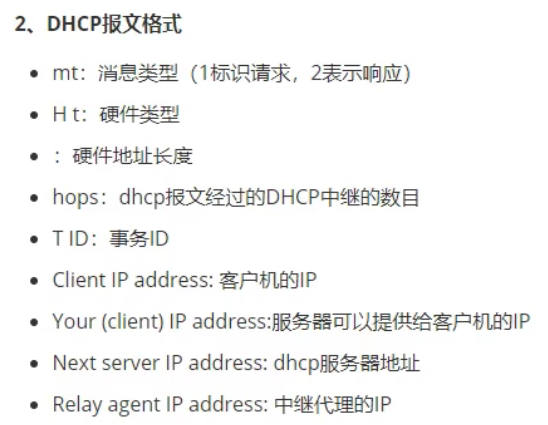 2、DHCP报文格式
mt：消息类型（1标识请求，2表示响应）
H t：硬件类型
：硬件地址长度
hops：dhcp报文经过的DHCP中继的数目
T ID：事务ID
Client IP address: 客户机的IP
Your (client) IP address:服务器可以提供给客户机的IP
Next server IP address: dhcp服务器地址
Relay agent IP address: 中继代理的IP